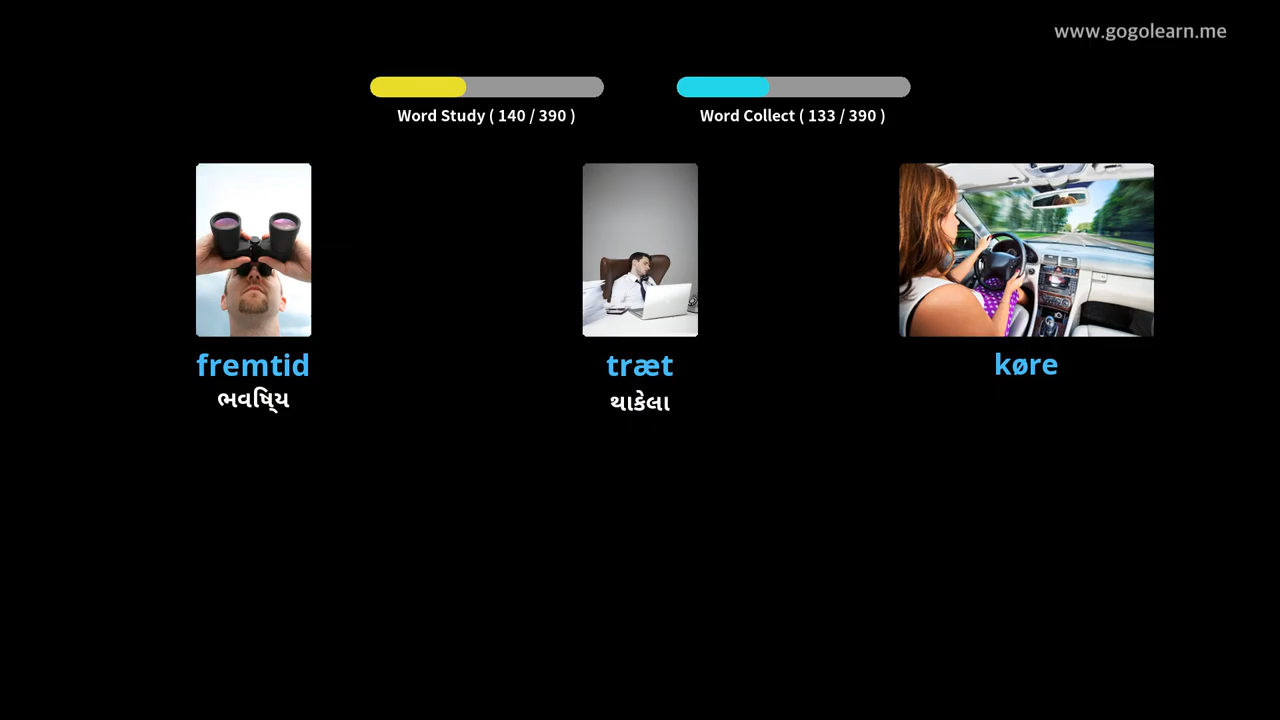 www.gogolearn.me
Word Study ( 140 / 390 )
Word Collect ( 133 / 390 )
fremtid
ભવિષ્ય
træt
થાકેલા
køre